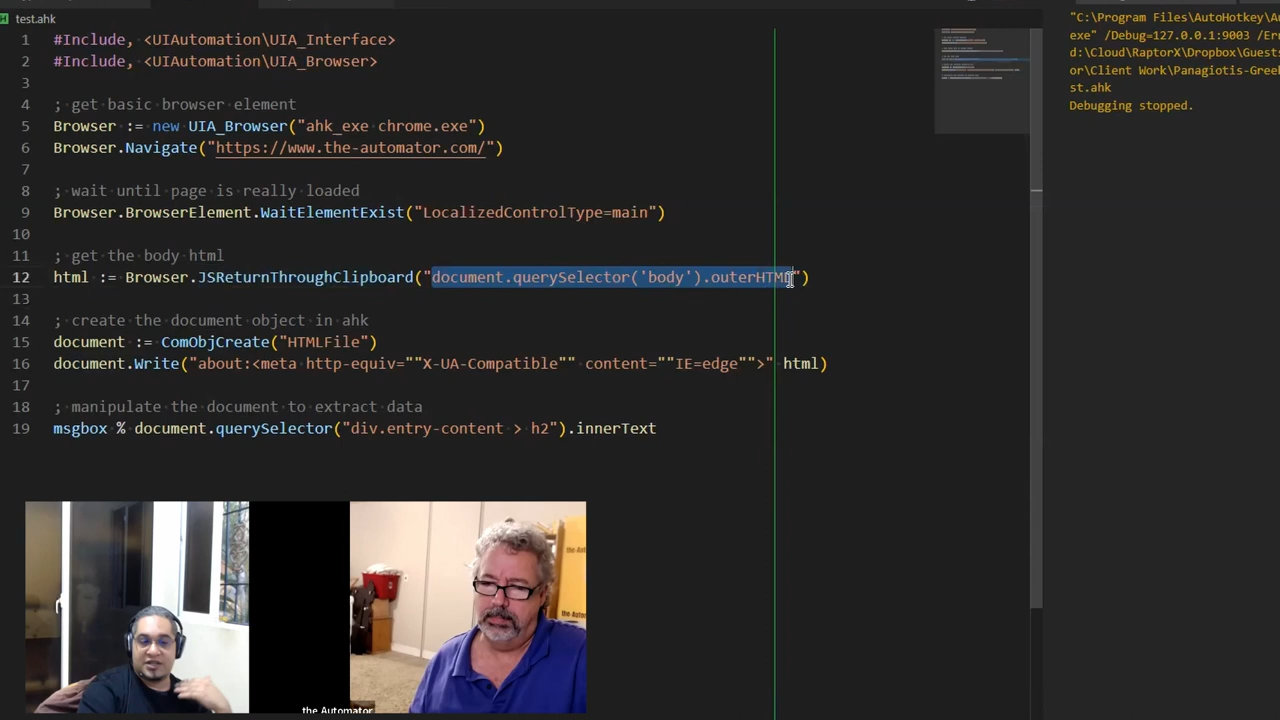 test.ahk
1 #Include, <UIAutomation\UIA_Interface>
2 #Include, <UIAutomation\UIA_Browser>
3
4 ; get basic browser element
5 Browser := new UIA_Browser("ahk_exe chrome.exe")
6 Browser.Navigate("https://www.the-automator.com/")
7
8 ; wait until page is really loaded
9 Browser.BrowserElement.WaitElementExist("LocalizedControlType=main")
10
11 ; get the body html
12 html := Browser.JSReturnThroughClipboard("document.querySelector('body').outerHTML")
13
14 ; create the document object in ahk
15 document := ComObjCreate("HTMLFile")
16 document.Write("about:<meta http-equiv=""X-UA-Compatible"" content=""IE=edge"">" html)
17
18 ; manipulate the document to extract data
19 msgbox % document.querySelector("div.entry-content > h2").innerText
"C:\Program Files\AutoHotkey\Au
exe" /Debug=127.0.0.1:9003 /Er
d:\Cloud\RaptorX\Dropbox\Guests
or\Client Work\Panagiotis-Gree
st.ahk
Debugging stopped.
the-Auto
the-A
the Automator